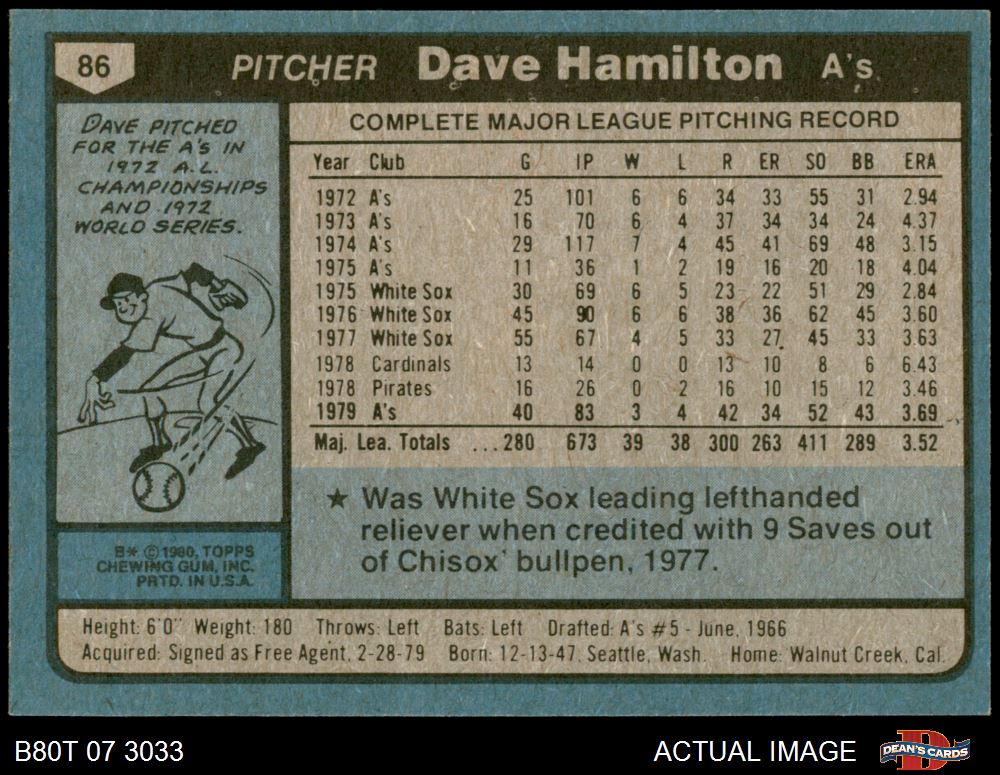 86 PITCHER Dave Hamilton A's
DAVE PITCHED
FOR THE A'S IN
1972 A.L.
CHAMPIONSHIPS
AND 1972
WORLD SERIES.
B* © 1980, TOPPS
CHEWING GUM, INC.
PRTD. IN U.S.A.
COMPLETE MAJOR LEAGUE PITCHING RECORD
Year Club G IP W L R ER SO BB ERA
1972 A's 25 101 6 6 34 33 55 31 2.94
1973 A's 16 70 6 4 37 34 34 24 4.37
1974 A's 29 117 7 4 45 41 69 48 3.15
1975 A's 11 36 1 2 19 16 20 18 4.04
1975 White Sox 30 69 6 5 23 22 51 29 2.84
1976 White Sox 45 90 6 6 38 36 62 45 3.60
1977 White Sox 55 67 4 5 33 27 45 33 3.63
1978 Cardinals 13 14 0 0 13 10 8 6 6.43
1978 Pirates 16 26 0 2 16 10 15 12 3.46
1979 A's 40 83 3 4 42 34 52 43 3.69
Maj. Lea. Totals ...280 673 39 38 300 263 411 289 3.52
★ Was White Sox leading lefthanded
reliever when credited with 9 Saves out
of Chisox' bullpen, 1977.
Height: 6'0" Weight: 180 Throws: Left Bats: Left Drafted: A's #5 - June, 1966
Acquired: Signed as Free Agent, 2-28-79 Born: 12-13-47, Seattle, Wash. Home: Walnut Creek, Cal.
B80T 07 3033 ACTUAL IMAGE DEAN'S CARDS